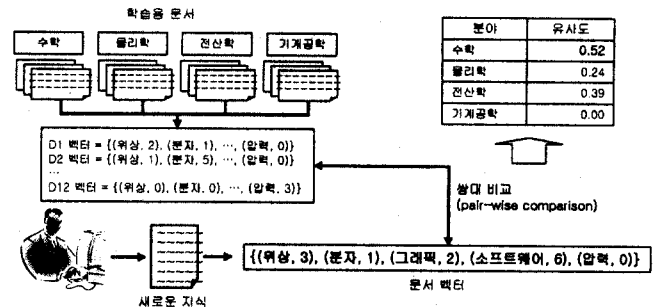 학습용 문서
수학 물리학 전산학 기계공학
D1 벡터 = {(위상, 2), (분자, 1), …, (압력, 0)}
D2 벡터 = {(위상, 1), (분자, 5), …, (압력, 0)}
…
D12 벡터 = {(위상, 0), (분자, 0), …, (압력, 3)}
분야 유사도
수학 0.52
물리학 0.24
전산학 0.39
기계공학 0.00
쌍대 비교
(pair-wise comparison)
{(위상, 3), (분자, 1), (그래픽, 2), (소프트웨어, 6), (압력, 0)}
문서 벡터
새로운 지식